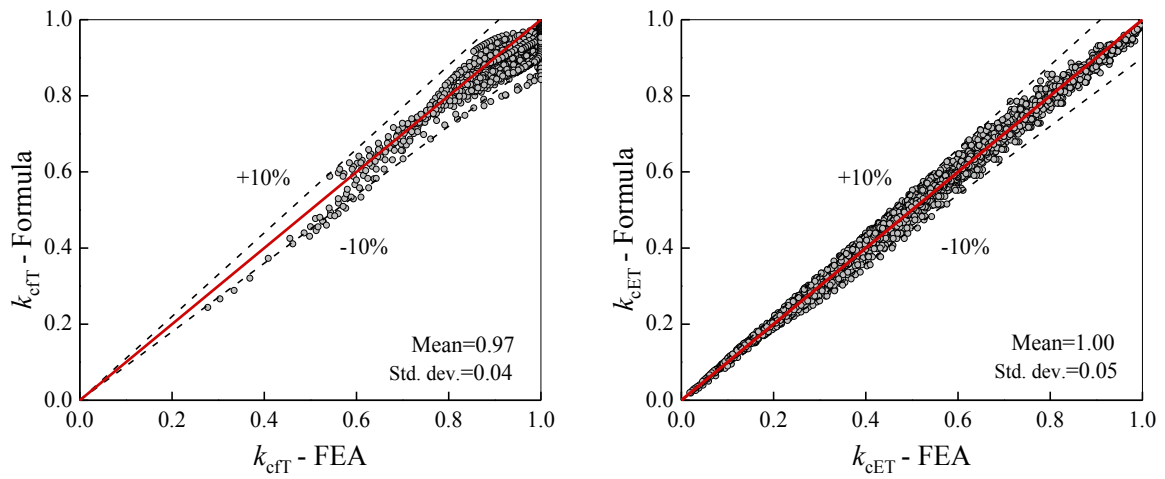 1.0
0.8
0.6
0.4
0.2
0.0
k_cfT - Formula
+10%
-10%
Mean=0.97
Std. dev.=0.04
0.0 0.2 0.4 0.6 0.8 1.0
k_cfT - FEA
1.0
0.8
0.6
0.4
0.2
0.0
k_cET - Formula
+10%
-10%
Mean=1.00
Std. dev.=0.05
0.0 0.2 0.4 0.6 0.8 1.0
k_cET - FEA